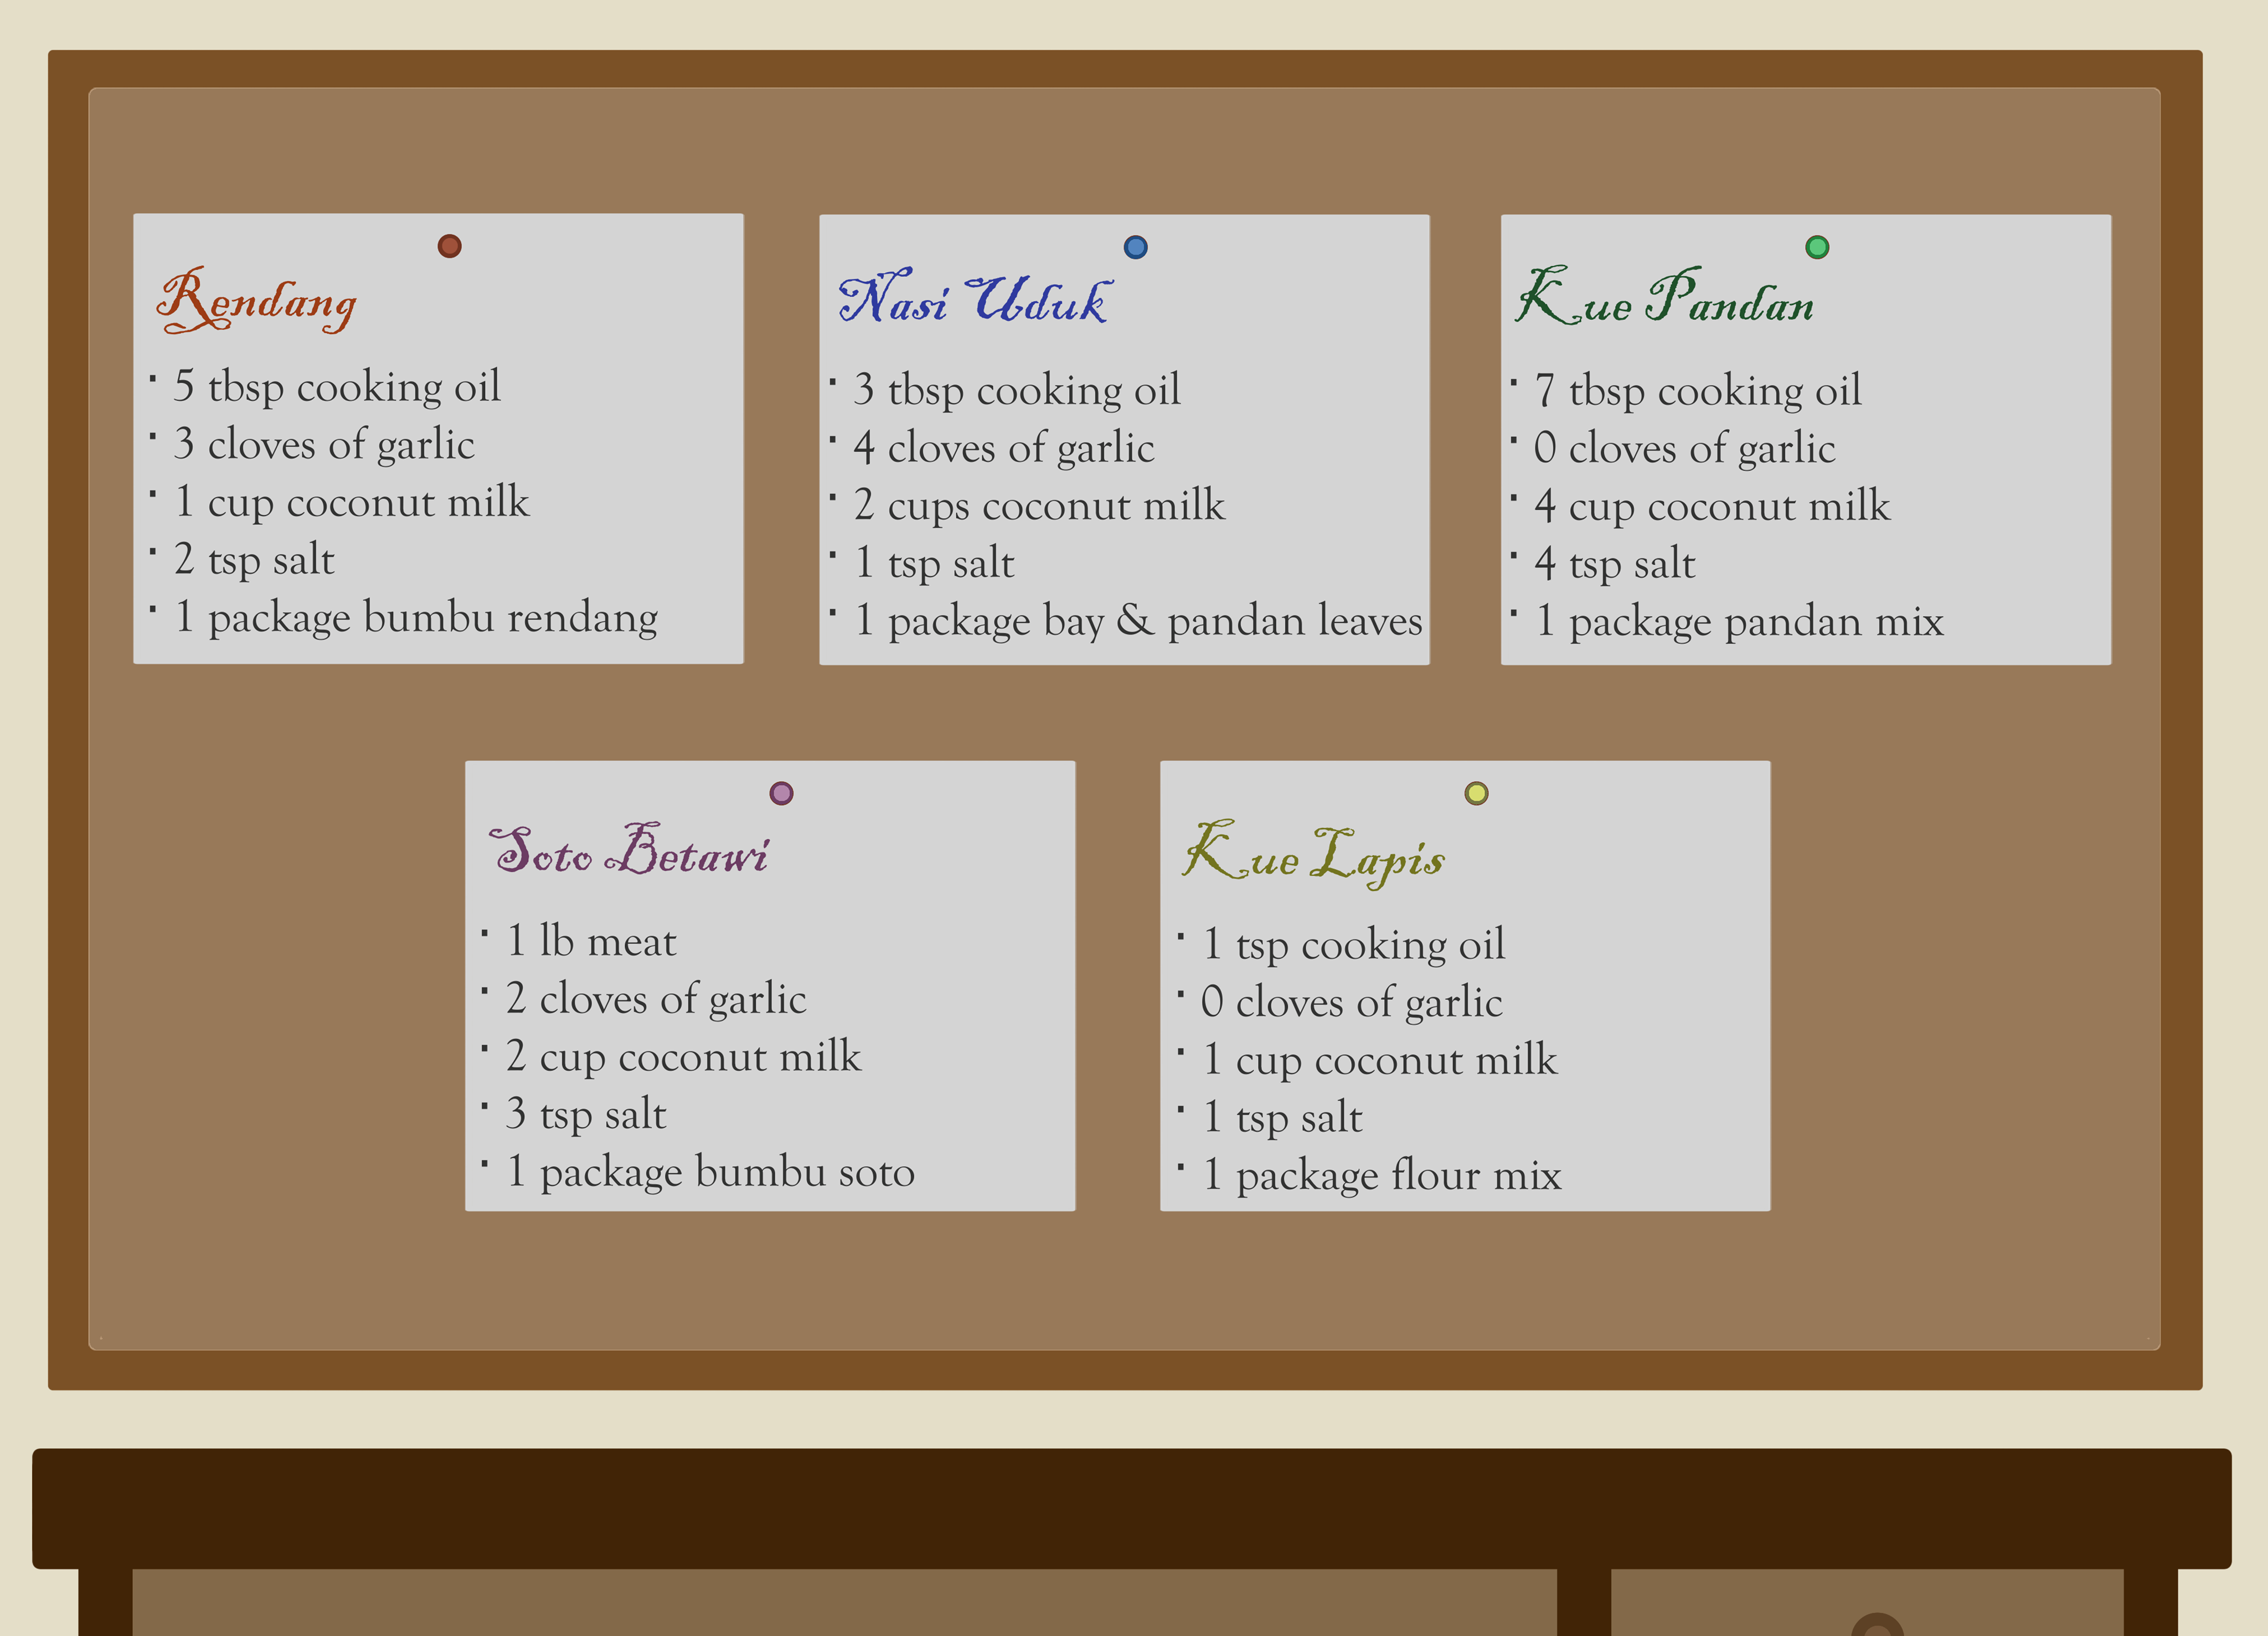 Rendang
· 5 tbsp cooking oil
· 3 cloves of garlic
· 1 cup coconut milk
· 2 tsp salt
· 1 package bumbu rendang
Nasi Uduk
· 3 tbsp cooking oil
· 4 cloves of garlic
· 2 cups coconut milk
· 1 tsp salt
· 1 package bay & pandan leaves
Kue Pandan
· 7 tbsp cooking oil
· 0 cloves of garlic
· 4 cup coconut milk
· 4 tsp salt
· 1 package pandan mix
Soto Betawi
· 1 lb meat
· 2 cloves of garlic
· 2 cup coconut milk
· 3 tsp salt
· 1 package bumbu soto
Kue Lapis
· 1 tsp cooking oil
· 0 cloves of garlic
· 1 cup coconut milk
· 1 tsp salt
· 1 package flour mix